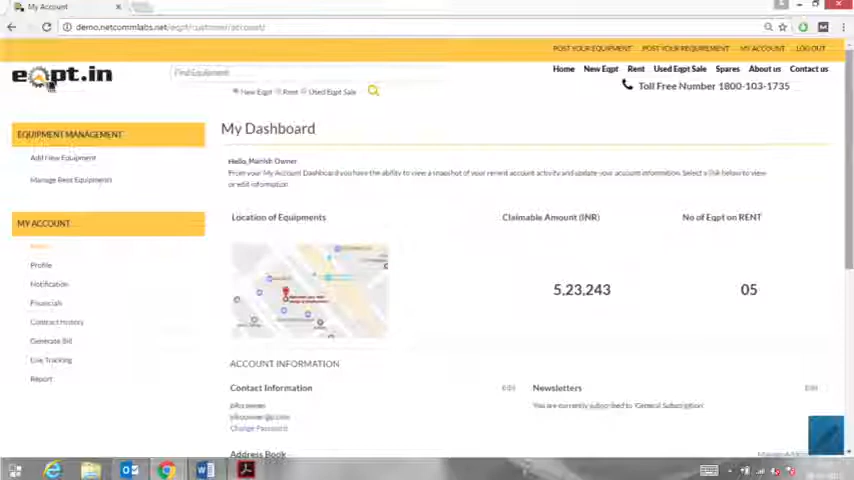 My Account
demo.netcommlabs.net/eqpt/customer/account/
POST YOUR EQUIPMENT POST YOUR REQUIREMENT MY ACCOUNT LOG OUT
eqpt.in
Find Equipment
Home New Eqpt Rent Used Eqpt Sale Spares About us Contact us
New Eqpt Rent Used Eqpt Sale
Toll Free Number 1800-103-1735
EQUIPMENT MANAGEMENT
Add New Equipment
Manage Rent Equipments
MY ACCOUNT
Profile
Notification
Financials
Contract History
Generate Bill
Live Tracking
Report
My Dashboard
Hello, Manish Owner
From your My Account Dashboard you have the ability to view a snapshot of your recent account activity and update your account information. Select a link below to view
or edit information.
Location of Equipments Claimable Amount (INR) No of Eqpt on RENT
5,23,243 05
ACCOUNT INFORMATION
Contact Information Edit Newsletters Edit
You are currently subscribed to 'General Subscription'
Change Password
Address Book